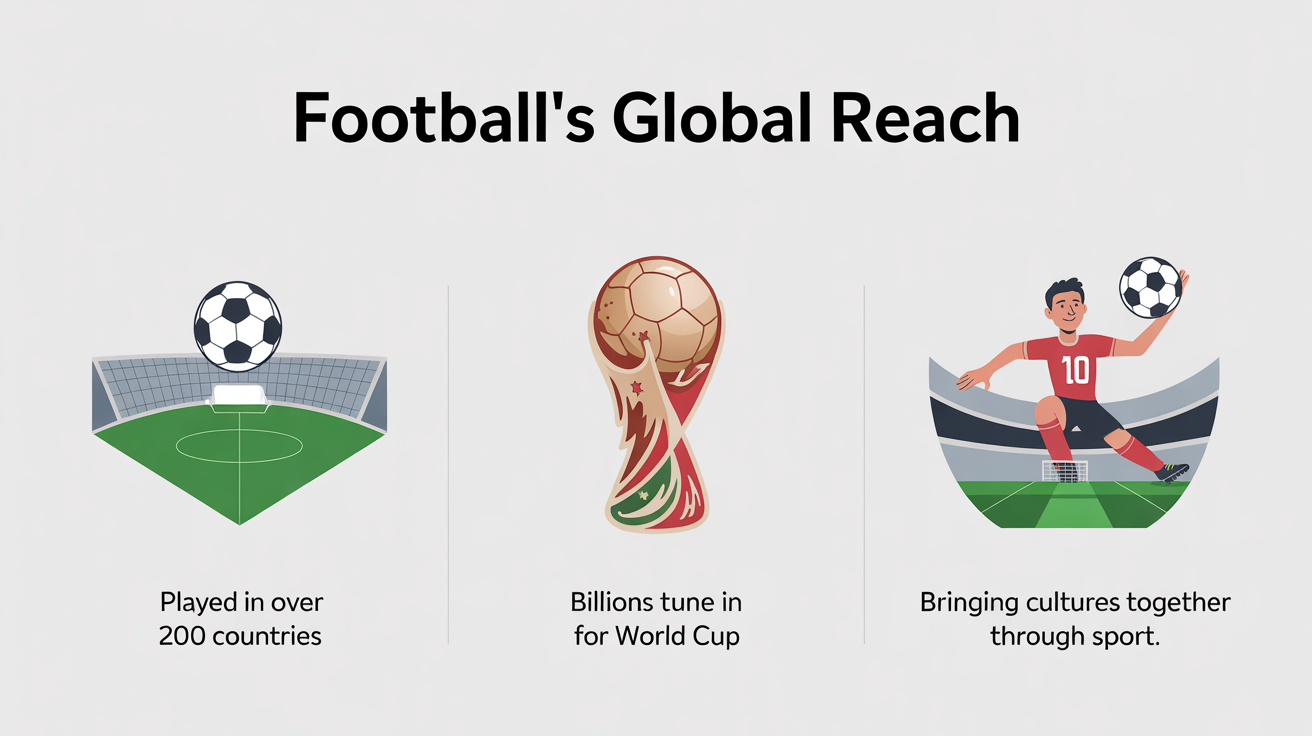 Football's Global Reach
10
Played in over
200 countries
Billions tune in
for World Cup
Bringing cultures together
through sport.